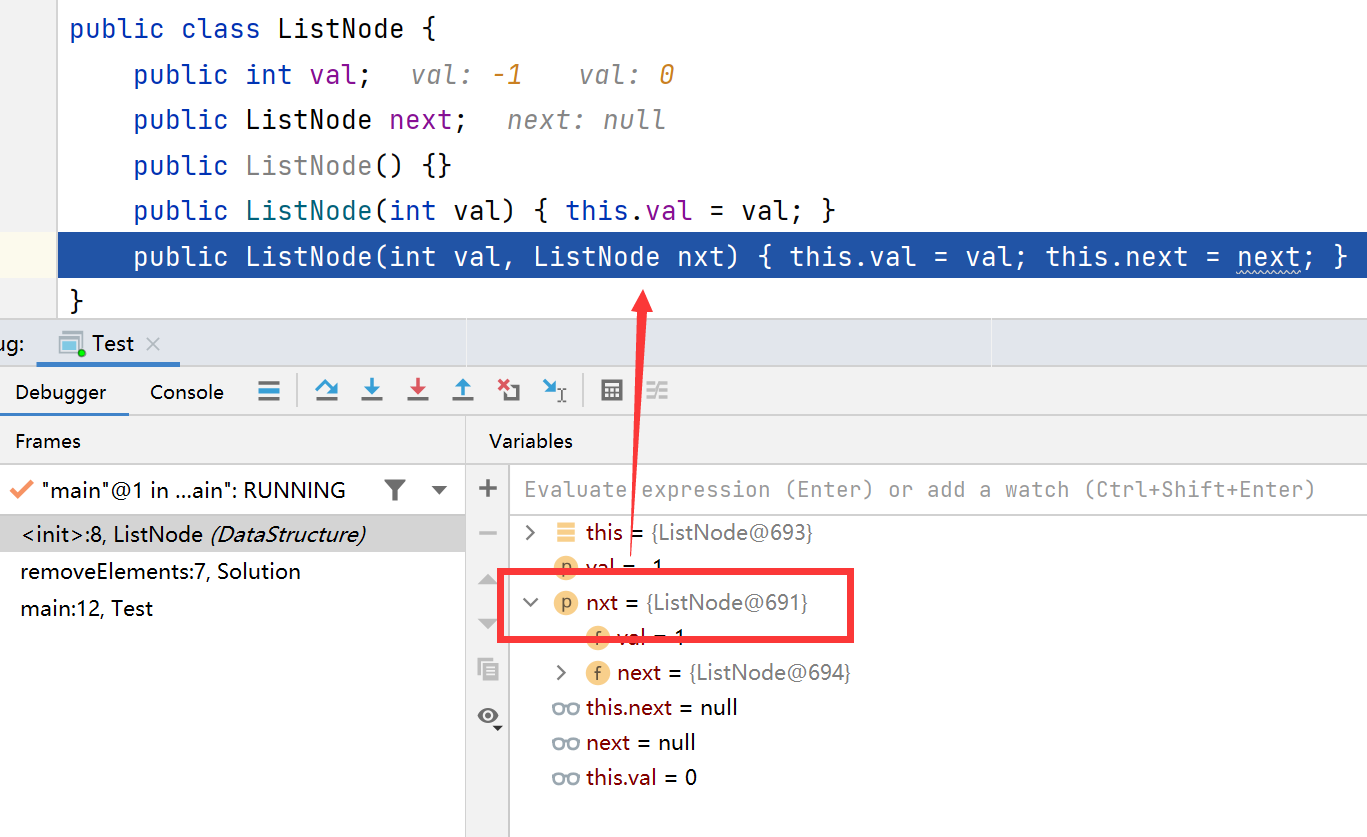 public class ListNode {
public int val; val: -1 val: 0
public ListNode next; next: null
public ListNode() {}
public ListNode(int val) { this.val = val; }
public ListNode(int val, ListNode nxt) { this.val = val; this.next = next; }
}
ug: Test
Debugger Console
Frames
Variables
"main"@1 in ...ain": RUNNING
Evaluate expression (Enter) or add a watch (Ctrl+Shift+Enter)
<init>:8, ListNode (DataStructure)
removeElements:7, Solution
main:12, Test
this = {ListNode@693}
p val = -1
p nxt = {ListNode@691}
f val = 1
f next = {ListNode@694}
this.next = null
next = null
this.val = 0